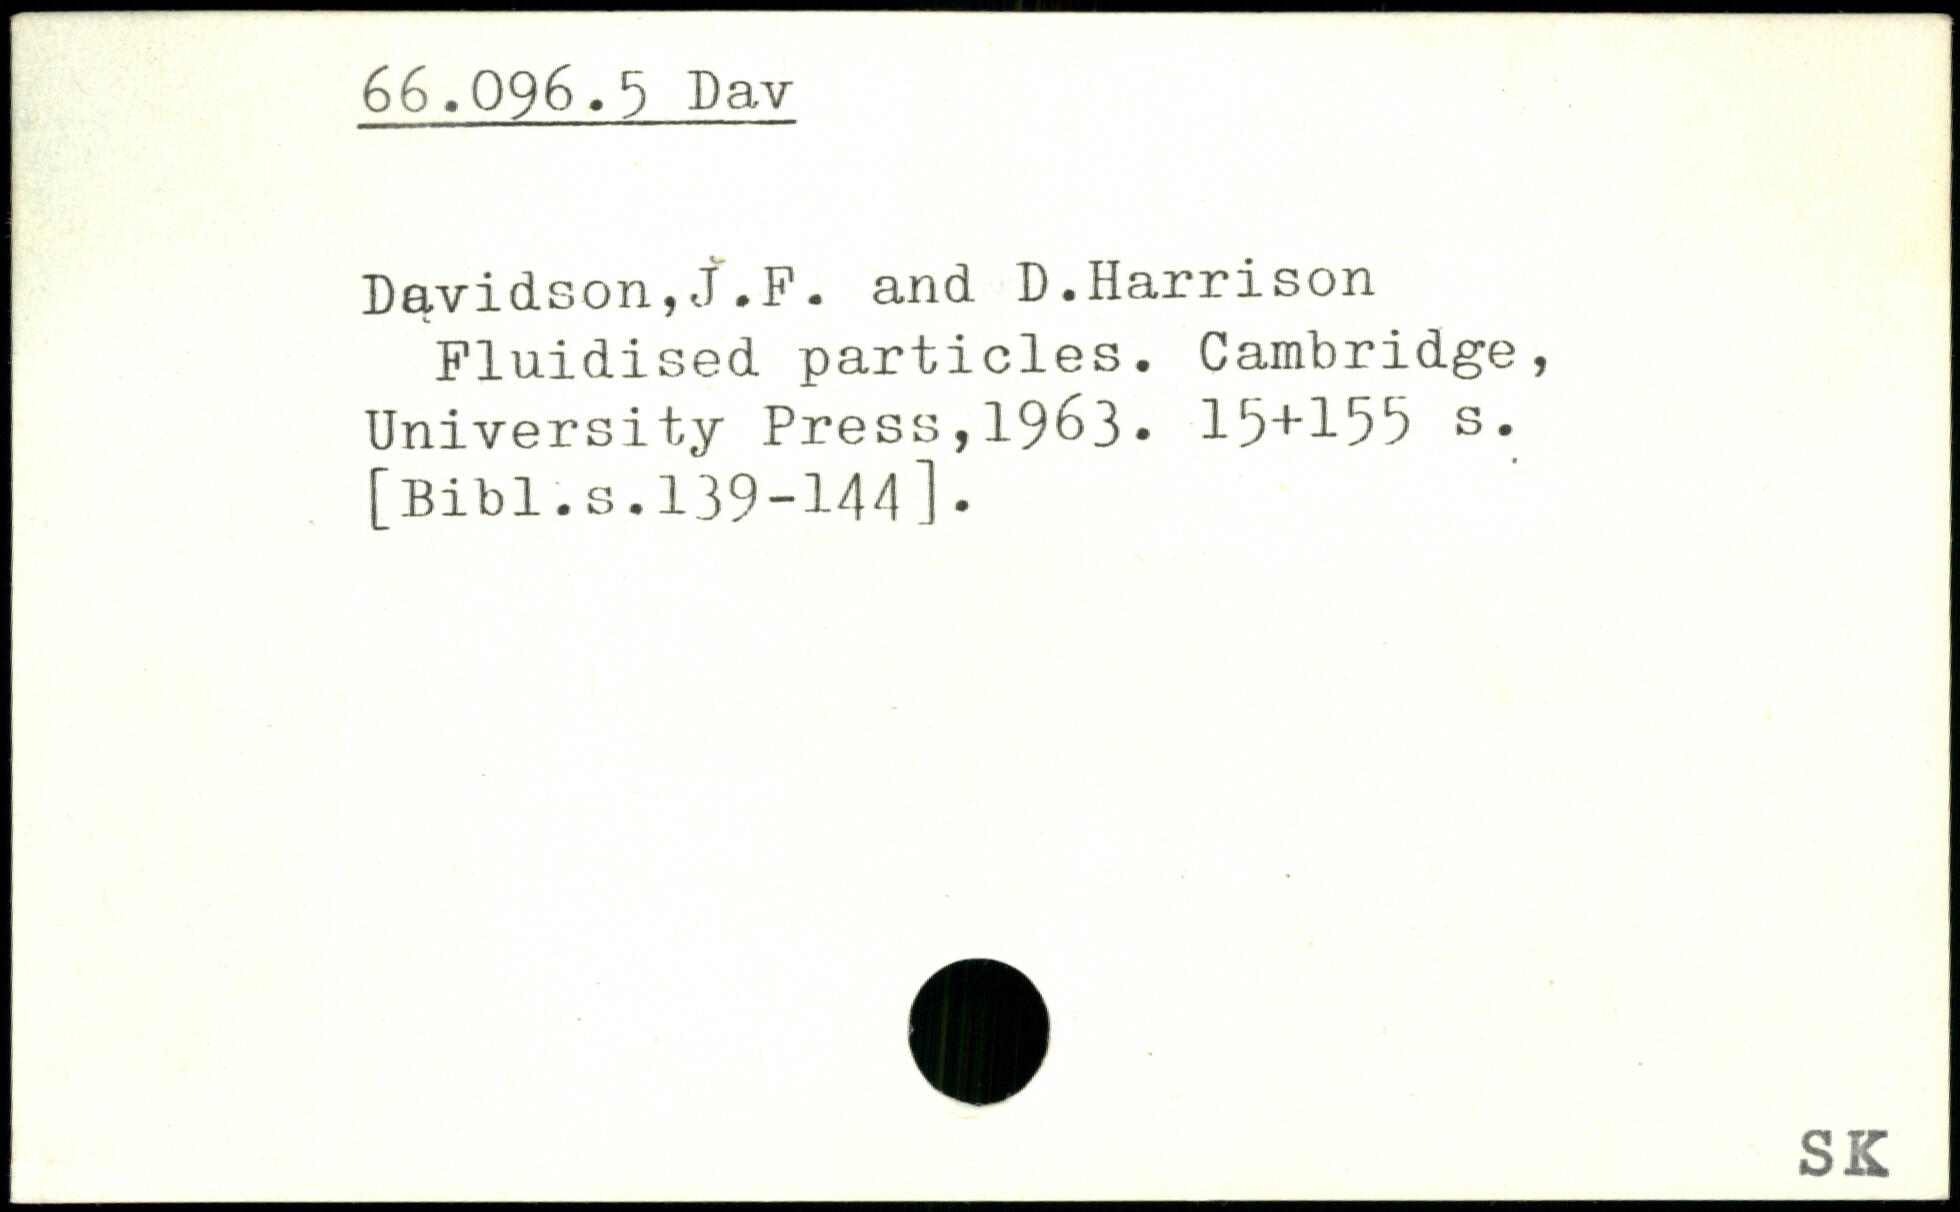 66.096.5 Dav
Davidson,J.F. and D.Harrison
Fluidised particles. Cambridge,
University Press,1963. 15+155 s.
[Bibl.s.139-144].
SK